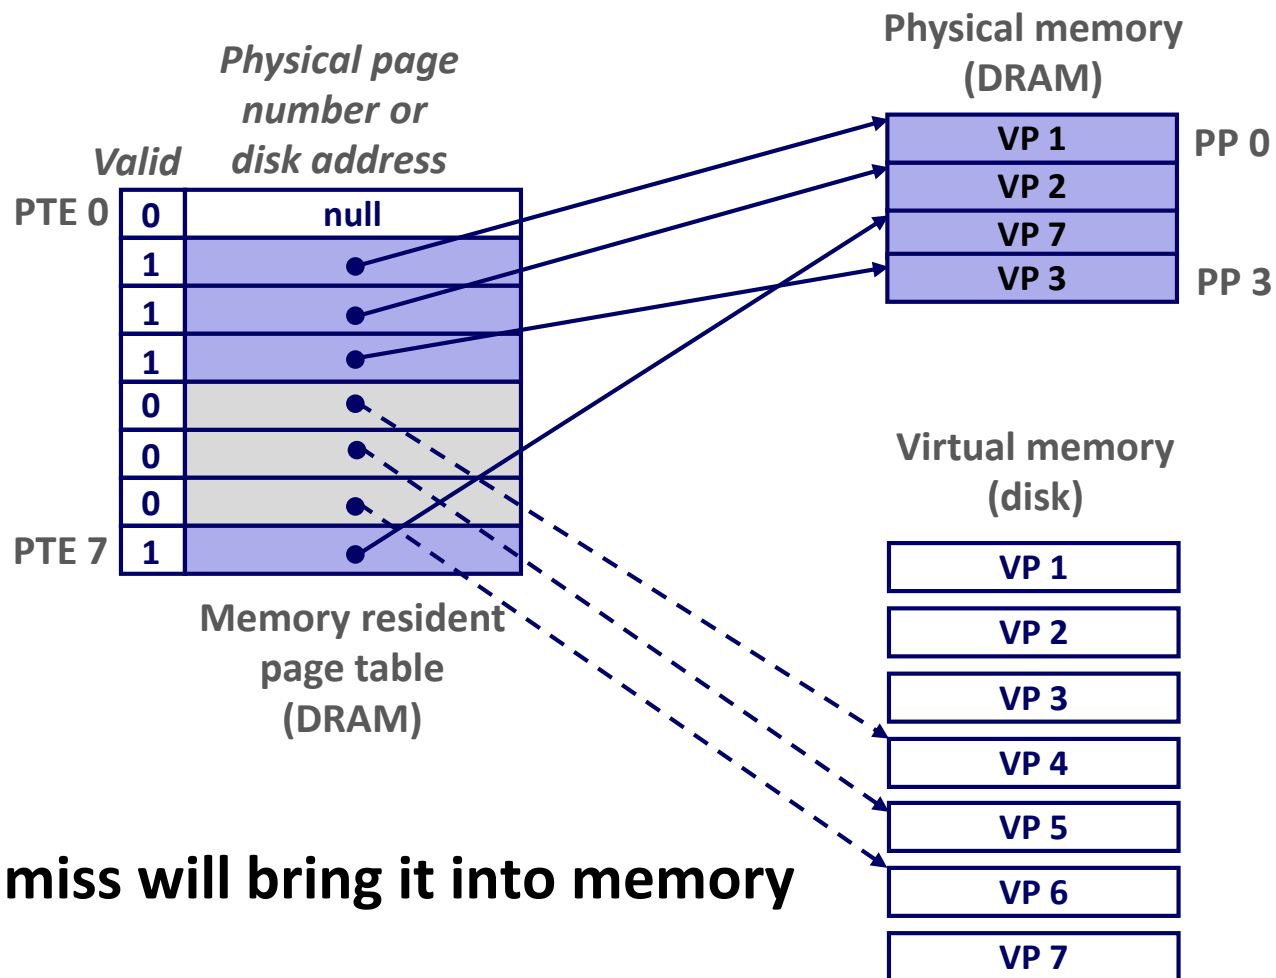 Physical page
number or
disk address
Valid
PTE 0
0
null
1
1
1
0
0
0
PTE 7
1
Memory resident
page table
(DRAM)
Physical memory
(DRAM)
VP 1
PP 0
VP 2
VP 7
VP 3
PP 3
Virtual memory
(disk)
VP 1
VP 2
VP 3
VP 4
VP 5
VP 6
VP 7
miss will bring it into memory